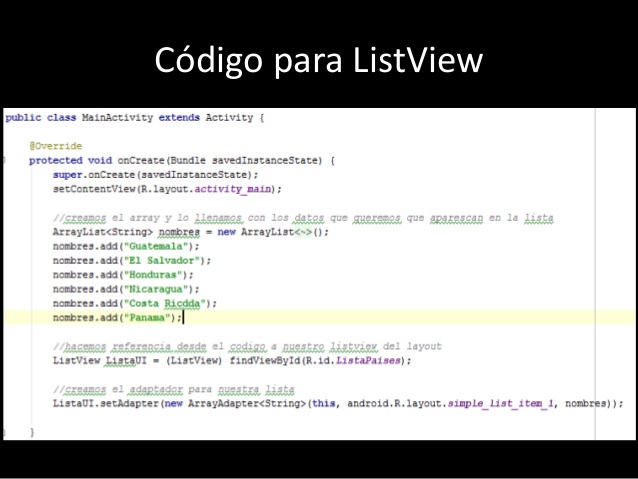 Código para ListView
public class MainActivity extends Activity {
@Override
protected void onCreate(Bundle savedInstanceState) {
super.onCreate(savedInstanceState);
setContentView(R.layout.activity_main);
//creamos el array y lo llenamos con los datos que queremos que aparescan en la lista
ArrayList<String> nombres = new ArrayList<~>();
nombres.add("Guatemala");
nombres.add("El Salvador");
nombres.add("Honduras");
nombres.add("Nicaragua");
nombres.add("Costa Ricdda");
nombres.add("Panama");
//hacemos referencia desde el codigo a nuestro listview del layout
ListView ListaUI = (ListView) findViewById(R.id.ListaPaises);
//creamos el adaptador para nuestra lista
ListaUI.setAdapter(new ArrayAdapter<String>(this, android.R.layout.simple_list_item_1, nombres));
}